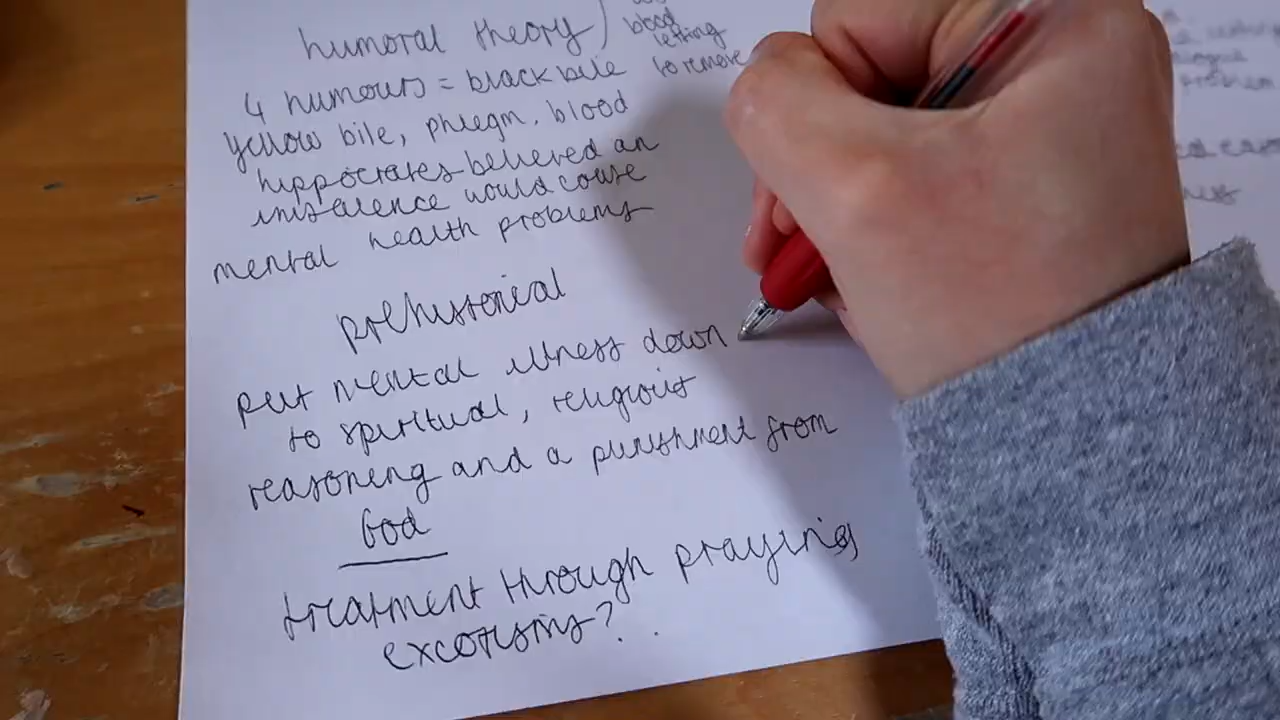 humoral theory)
blood
letting
to remove
4 humours = black bile
yellow bile, phlegm, blood
hippocrates believed an
imbalence would cause
mental health problems
prehistorical
put mental illness down
to spiritual, religious
reasoning and a punishment from
God
treatment through praying
excorsisms?
problem